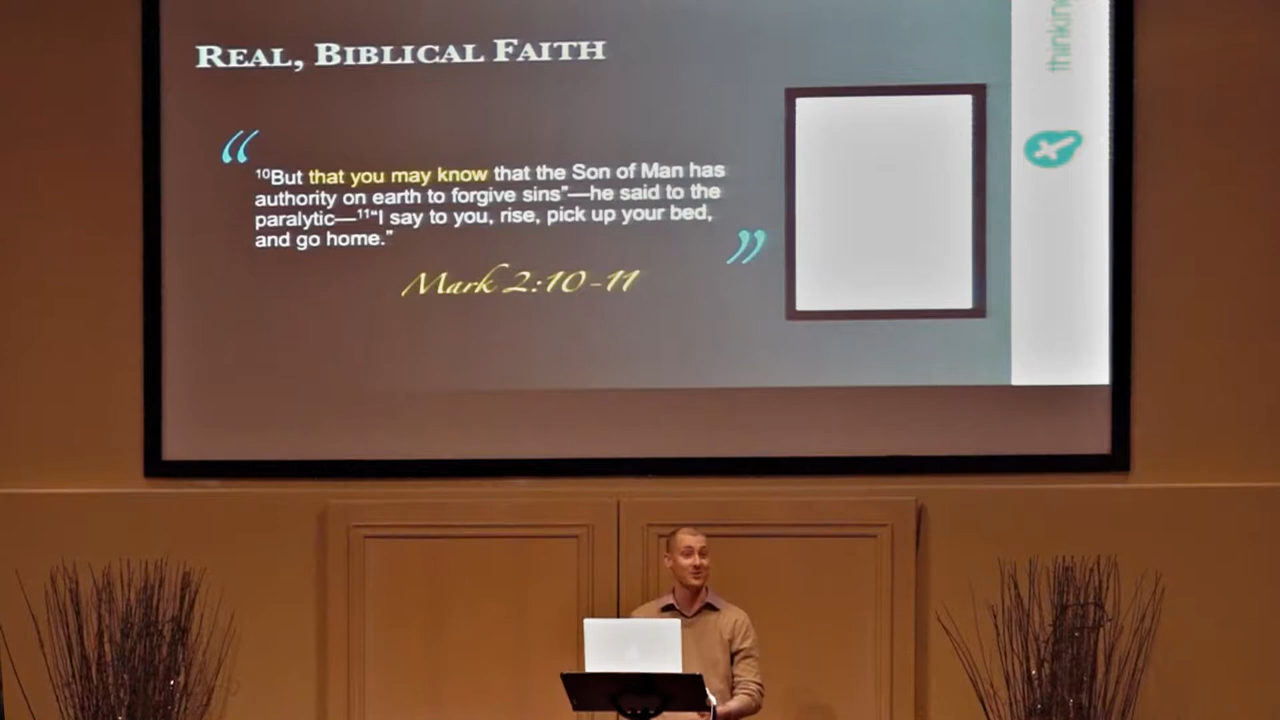 REAL, BIBLICAL FAITH
“
¹⁰But that you may know that the Son of Man has
authority on earth to forgive sins”—he said to the
paralytic—¹¹“I say to you, rise, pick up your bed,
and go home.”
”
Mark 2:10-11
thinking